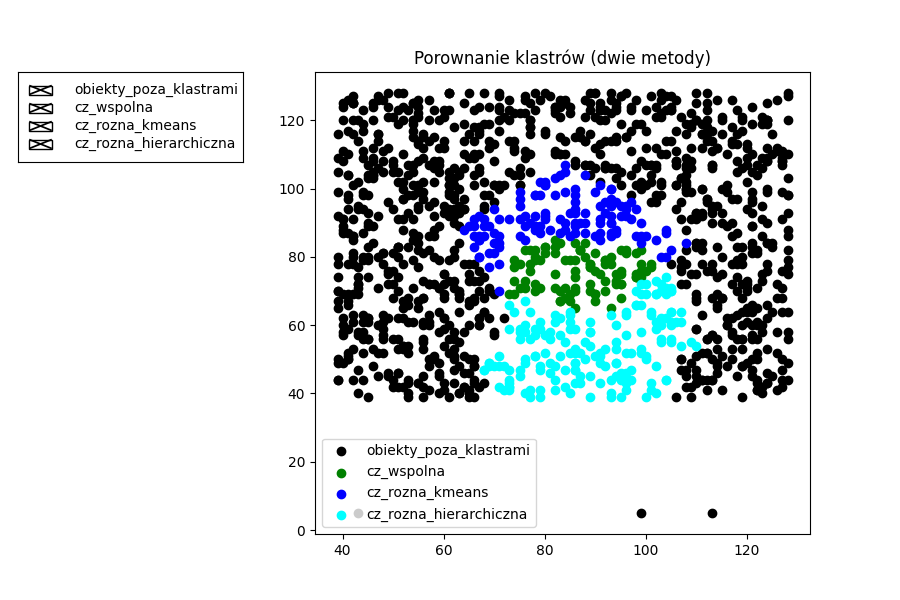 Porownanie klastrów (dwie metody)
obiekty_poza_klastrami
cz_wspolna
cz_rozna_kmeans
cz_rozna_hierarchiczna
120
100
80
60
40
20
0
obiekty_poza_klastrami
cz_wspolna
cz_rozna_kmeans
cz_rozna_hierarchiczna
40 60 80 100 120